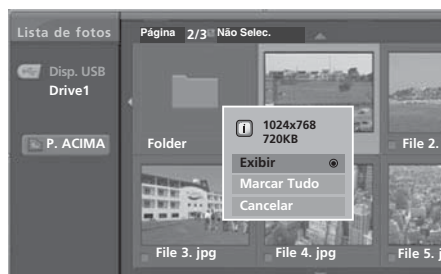 Lista de fotos
Página 2/3 Não Selec.
Disp. USB
Drive1
P. ACIMA
Folder
1024x768
720KB
Exibir
Marcar Tudo
Cancelar
File 2.
File 3. jpg
File 4. jpg
File 5. j